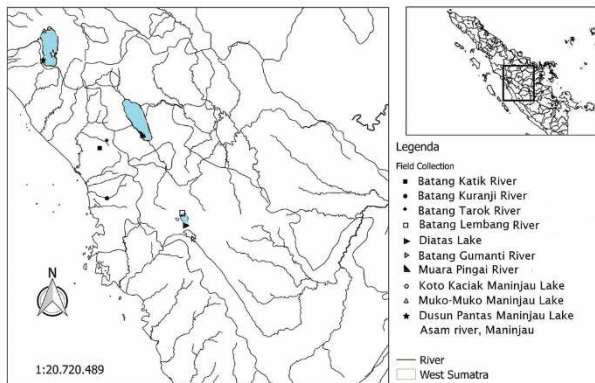 N
1:20.720.489
Legenda
Field Collection
Batang Katik River
Batang Kuranji River
Batang Tarok River
Batang Lembang River
Diatas Lake
Batang Gumanti River
Muara Pingai River
Koto Kaciak Maninjau Lake
Muko-Muko Maninjau Lake
Dusun Pantas Maninjau Lake
Asam river, Maninjau
River
West Sumatra